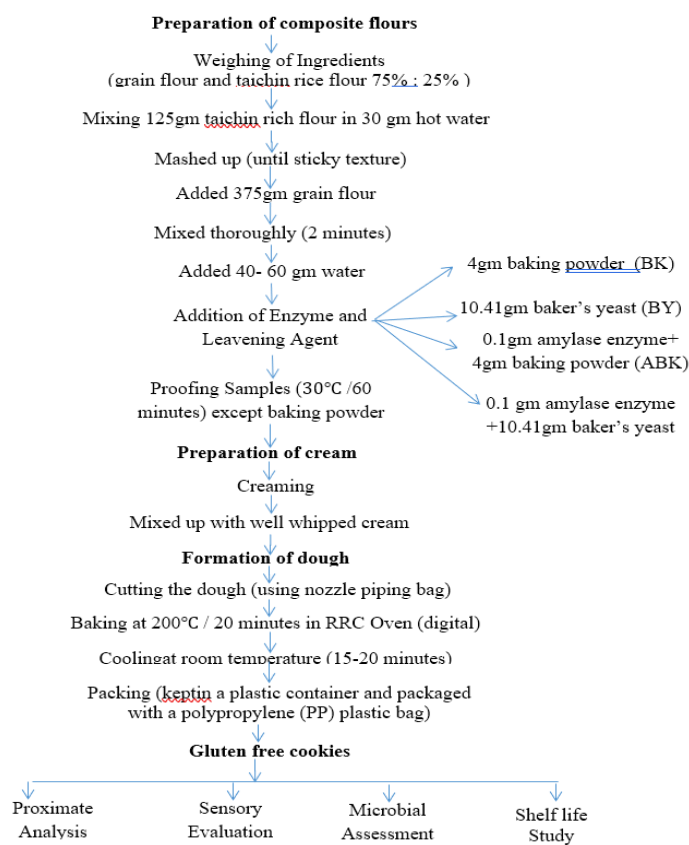 Preparation of composite flours
Weighing of Ingredients
(grain flour and taichin rice flour 75% : 25% )
Mixing 125gm taichin rich flour in 30 gm hot water
Mashed up (until sticky texture)
Added 375gm grain flour
Mixed thoroughly (2 minutes)
Added 40- 60 gm water
Addition of Enzyme and
Leavening Agent
4gm baking powder (BK)
10.41gm baker's yeast (BY)
0.1gm amylase enzyme+
4gm baking powder (ABK)
0.1 gm amylase enzyme
+10.41gm baker's yeast
Proofing Samples (30°C /60
minutes) except baking powder
Preparation of cream
Creaming
Mixed up with well whipped cream
Formation of dough
Cutting the dough (using nozzle piping bag)
Baking at 200°C / 20 minutes in RRC Oven (digital)
Coolingat room temperature (15-20 minutes)
Packing (keptin a plastic container and packaged
with a polypropylene (PP) plastic bag)
Gluten free cookies
Proximate
Analysis
Sensory
Evaluation
Microbial
Assessment
Shelf life
Study